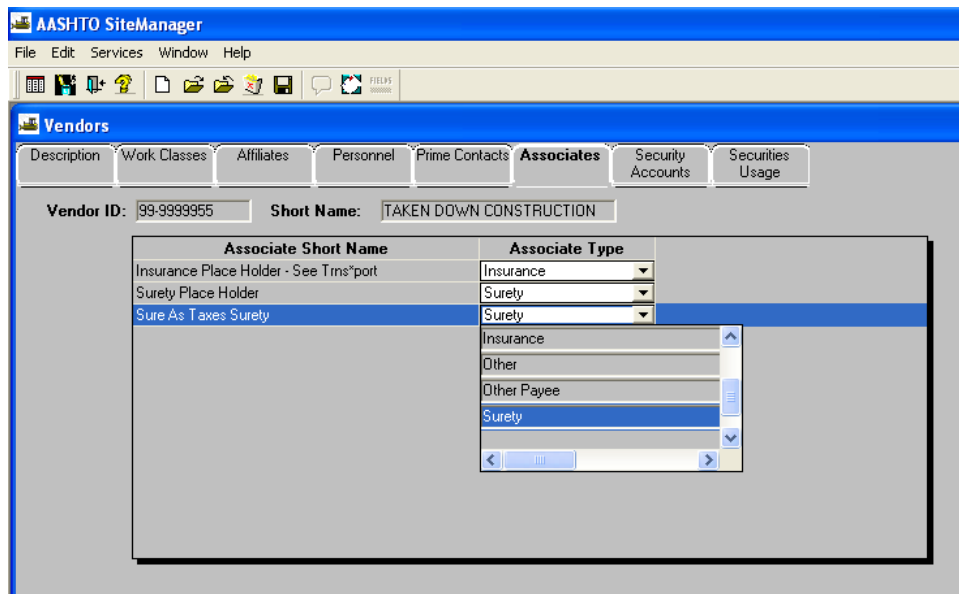 AASHTO SiteManager
File Edit Services Window Help
FIELDS
Vendors
Description Work Classes Affiliates Personnel Prime Contacts Associates Security Accounts Securities Usage
Vendor ID: 99-9999955 Short Name: TAKEN DOWN CONSTRUCTION
Associate Short Name Associate Type
Insurance Place Holder - See Trns*port Insurance
Surety Place Holder Surety
Sure As Taxes Surety Surety
Insurance
Other
Other Payee
Surety